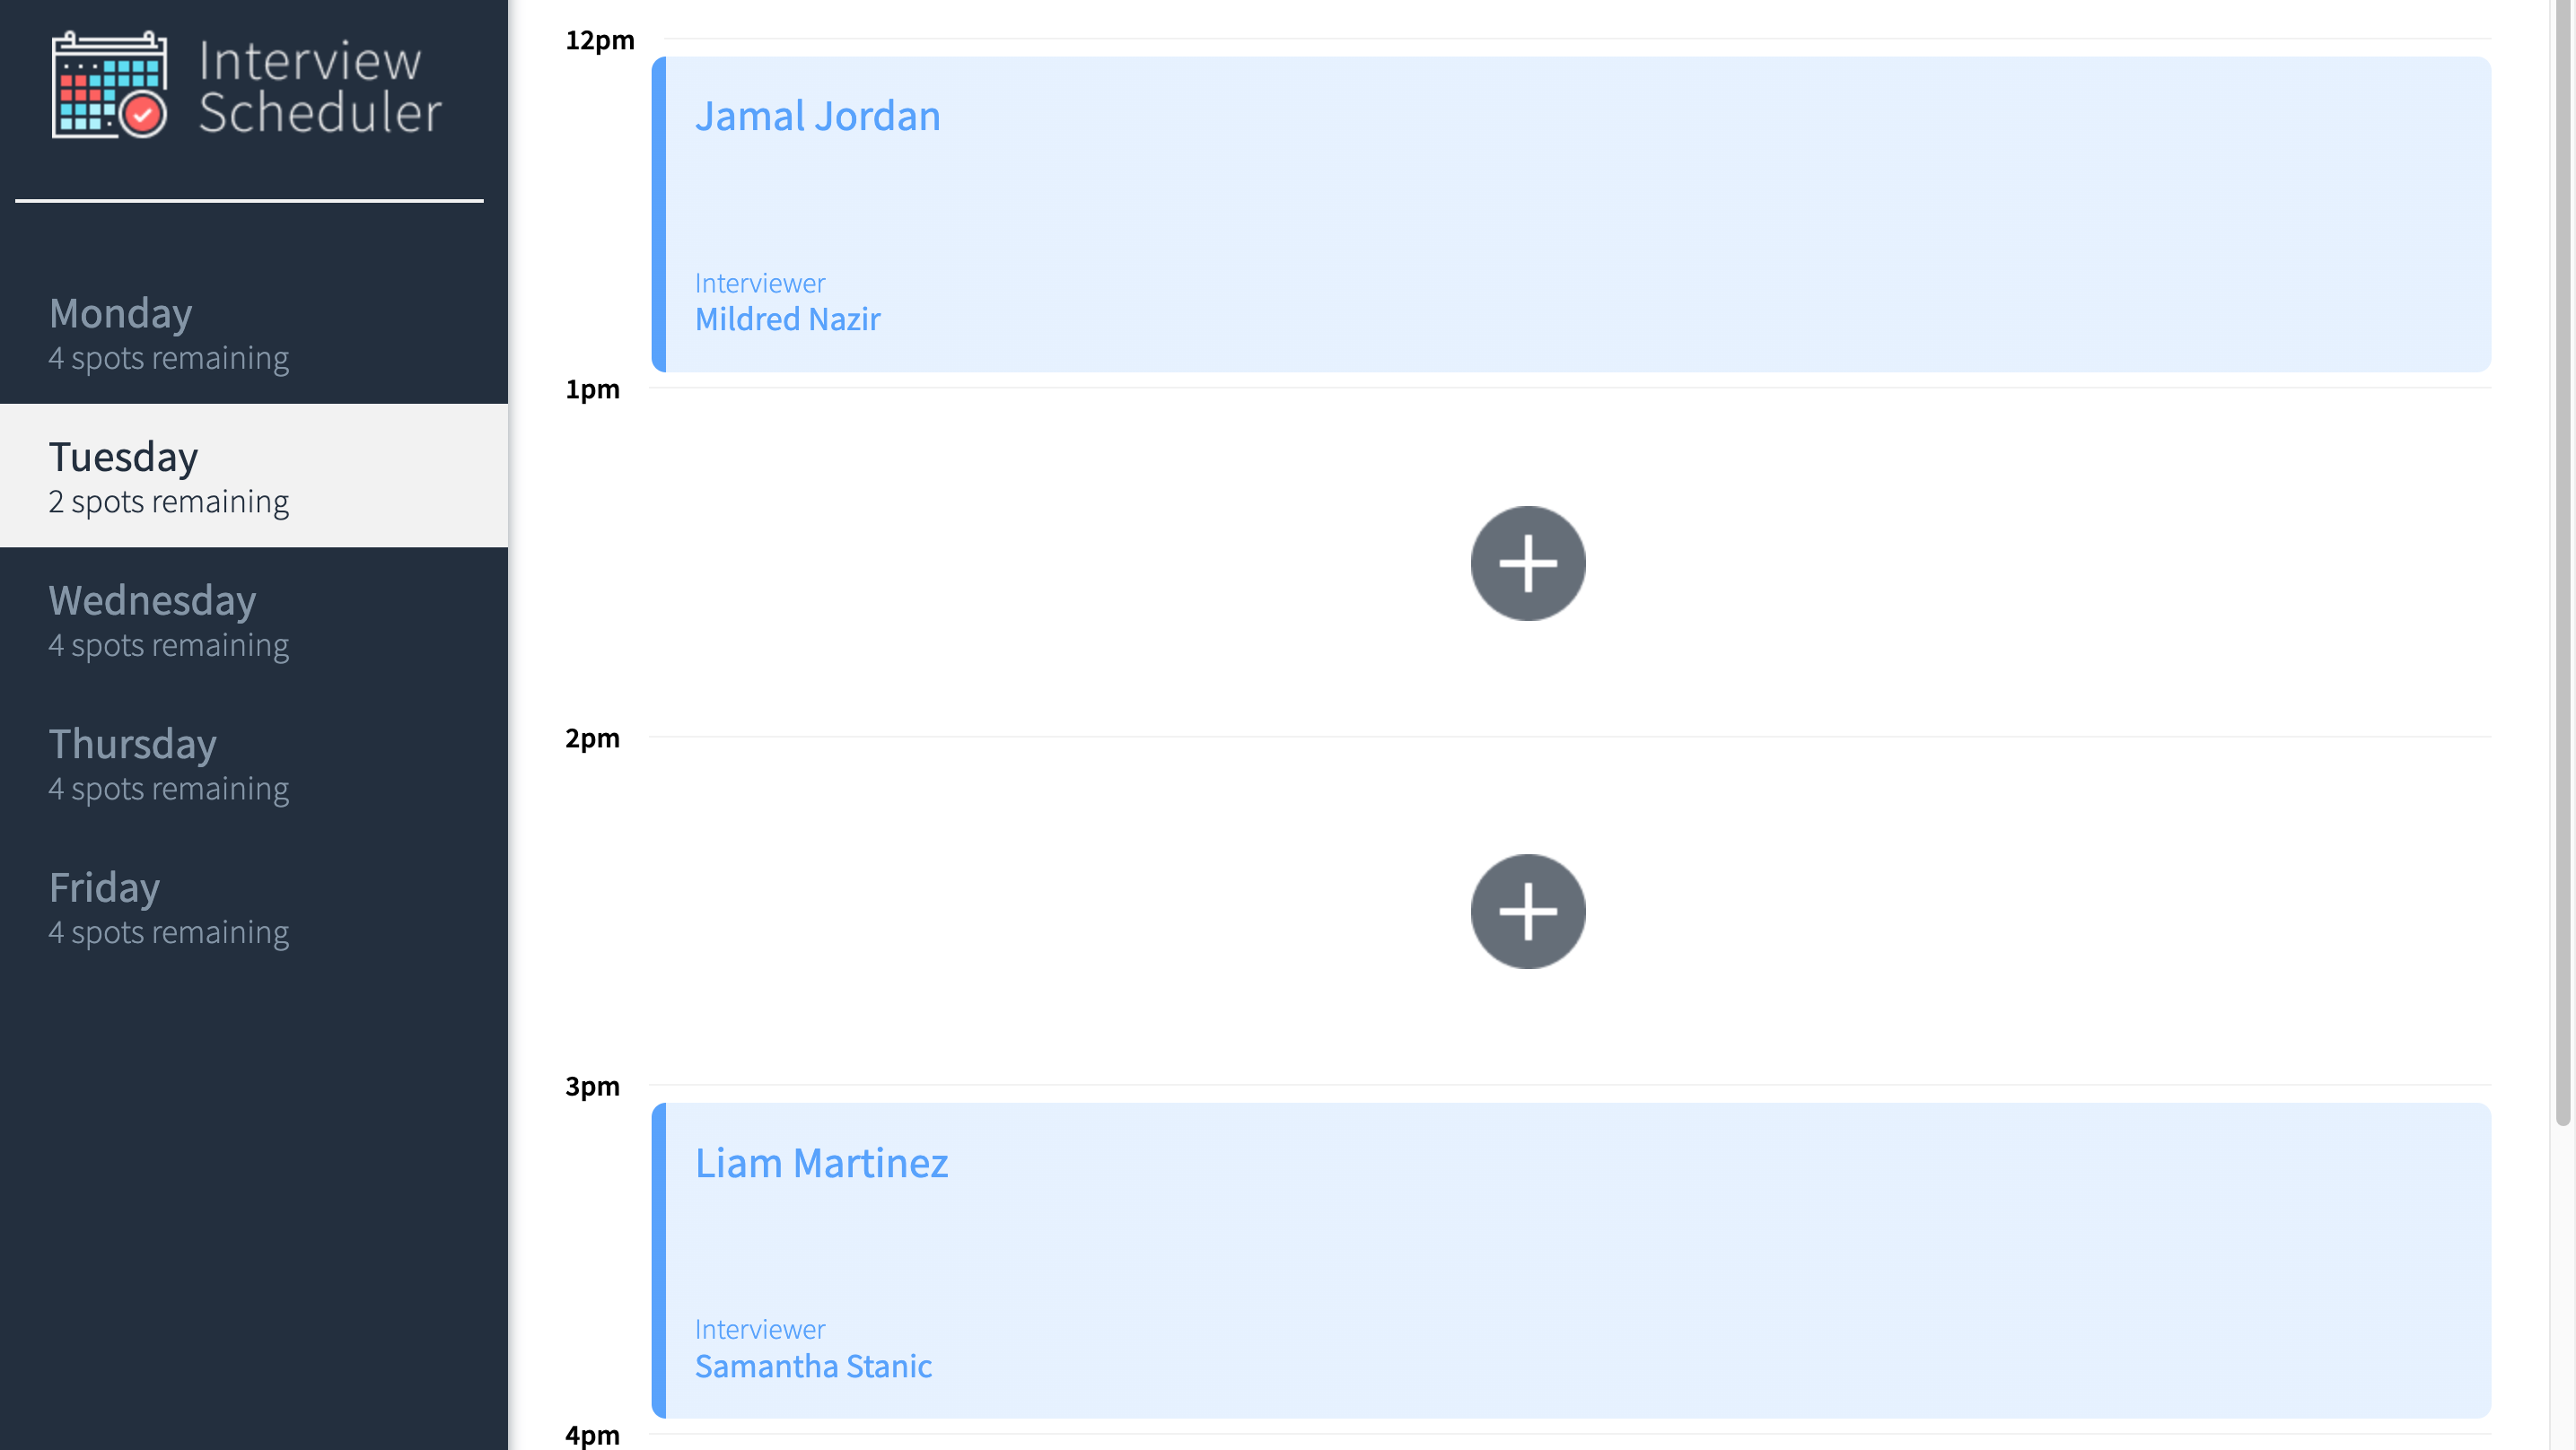 Interview
Scheduler
Monday
4 spots remaining
Tuesday
2 spots remaining
Wednesday
4 spots remaining
Thursday
4 spots remaining
Friday
4 spots remaining
12pm
Jamal Jordan
Interviewer
Mildred Nazir
1pm
2pm
3pm
Liam Martinez
Interviewer
Samantha Stanic
4pm